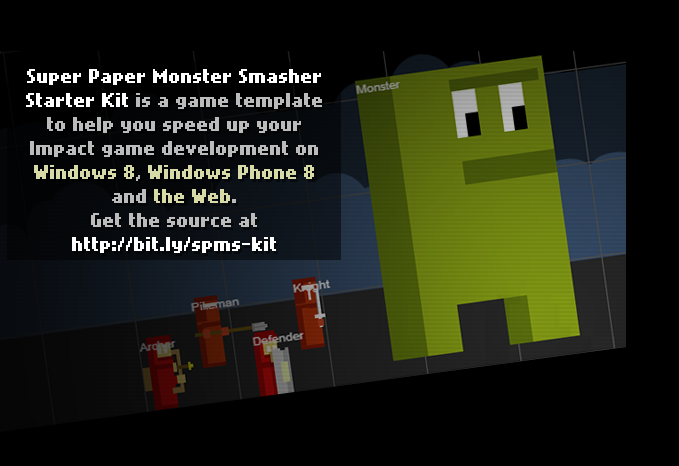 Super Paper Monster Smasher
Starter Kit is a game template
to help you speed up your
Impact game development on
Windows 8, Windows Phone 8
and the Web.
Get the source at
http://bit.ly/spms-kit
Monster
Knight
Pikeman
Defender
Archer